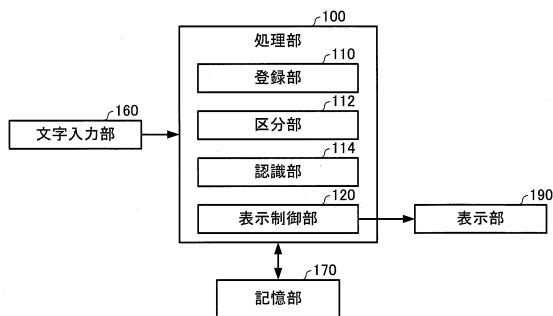 100
処理部
110
登録部
112
区分部
160
文字入力部
114
認識部
120
表示制御部
190
表示部
170
記憶部